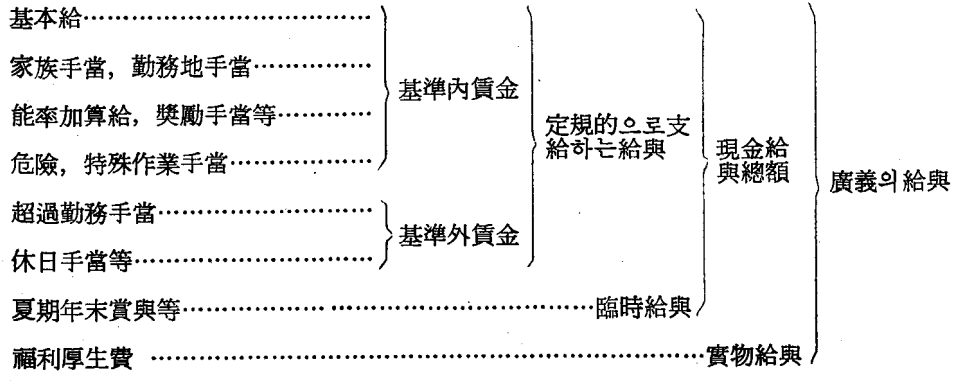 基本給
家族手當, 勤務地手當
能率加算給, 獎勵手當等
危險, 特殊作業手當
基準內賃金
超過勤務手當
休日手當等
基準外賃金
定規的으로支
給하는給與
夏期年末賞與等 臨時給與
現金給
與總額
福利厚生費 實物給與
廣義의給與